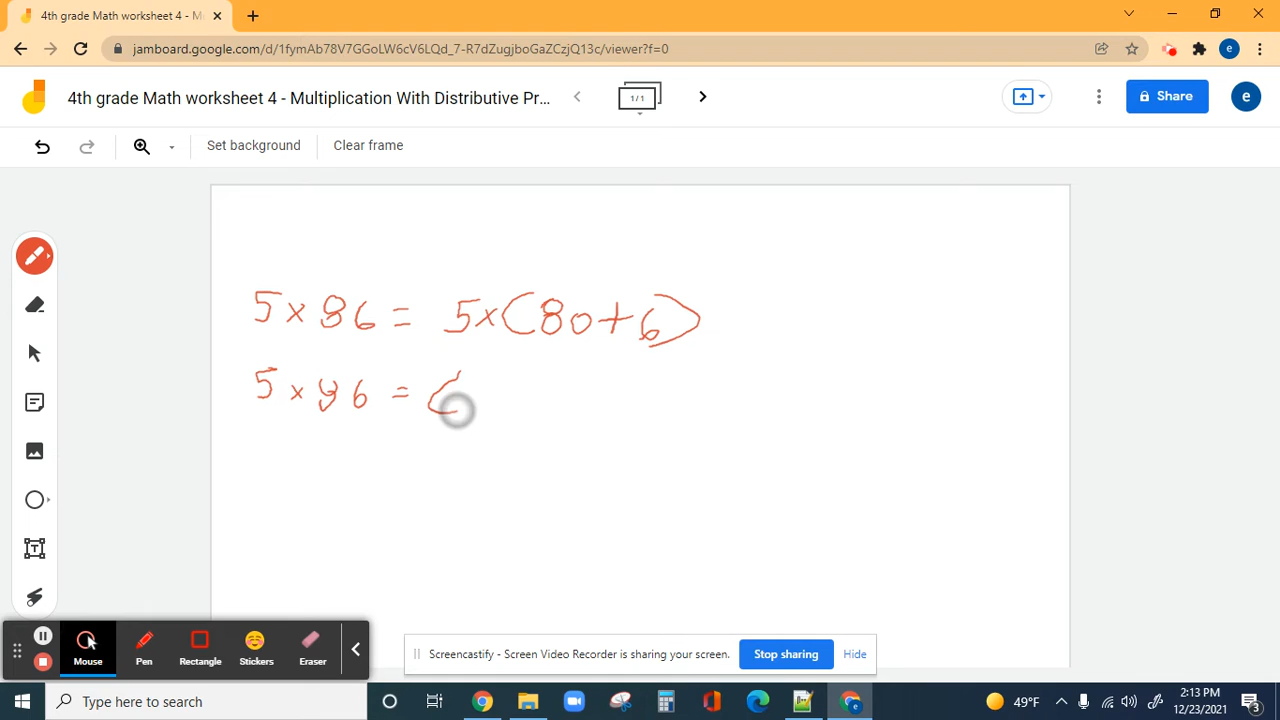 4th grade Math worksheet 4 - M
jamboard.google.com/d/1fymAb78V7GGoLW6cV6LQd_7-R7dZugjboGaZCzjQ13c/viewer?f=0
e
4th grade Math worksheet 4 - Multiplication With Distributive Pr...
1/1
Share
e
Set background
Clear frame
5 × 86 = 5×(80+6)
5 × 86 = (
T
Mouse
Pen
Rectangle
Stickers
Eraser
Screencastify - Screen Video Recorder is sharing your screen.
Stop sharing
Hide
Type here to search
49°F
2:13 PM
12/23/2021
3